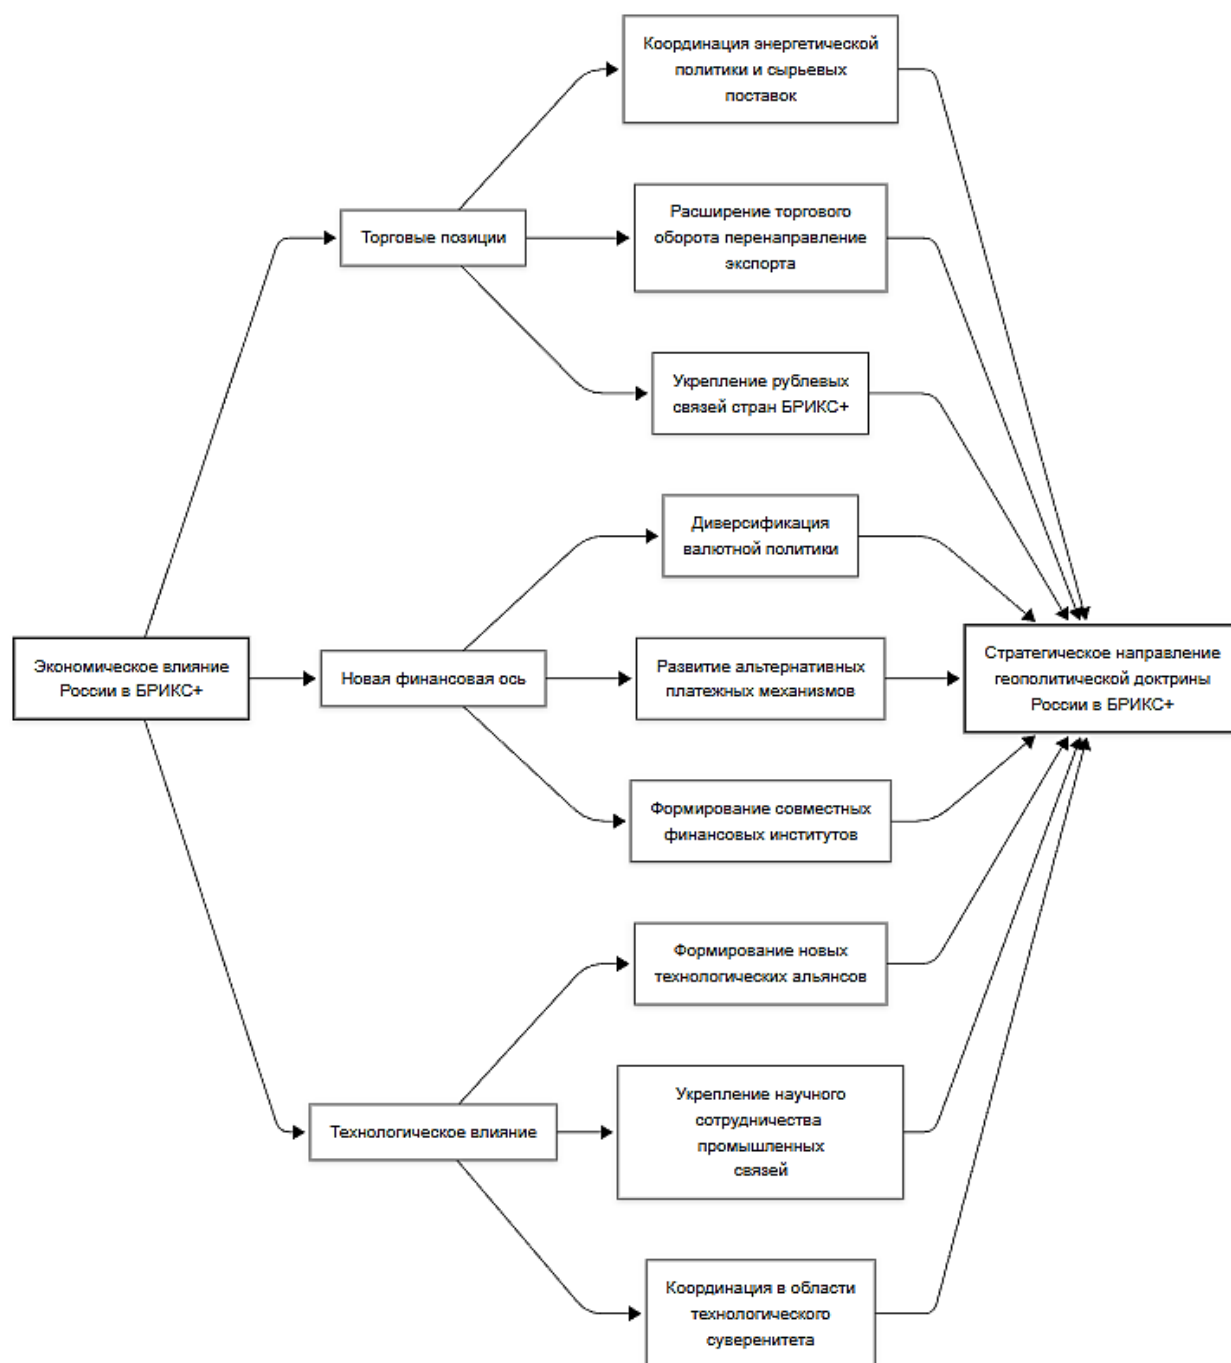 Экономическое влияние
России в БРИКС+
Торговые позиции
Координация энергетической
политики и сырьевых
поставок
Расширение торгового
оборота перенаправление
экспорта
Укрепление рублевых
связей стран БРИКС+
Новая финансовая ось
Диверсификация
валютной политики
Развитие альтернативных
платежных механизмов
Формирование совместных
финансовых институтов
Технологическое влияние
Формирование новых
технологических альянсов
Укрепление научного
сотрудничества
промышленных
связей
Координация в области
технологического
суверенитета
Стратегическое направление
геополитической доктрины
России в БРИКС+